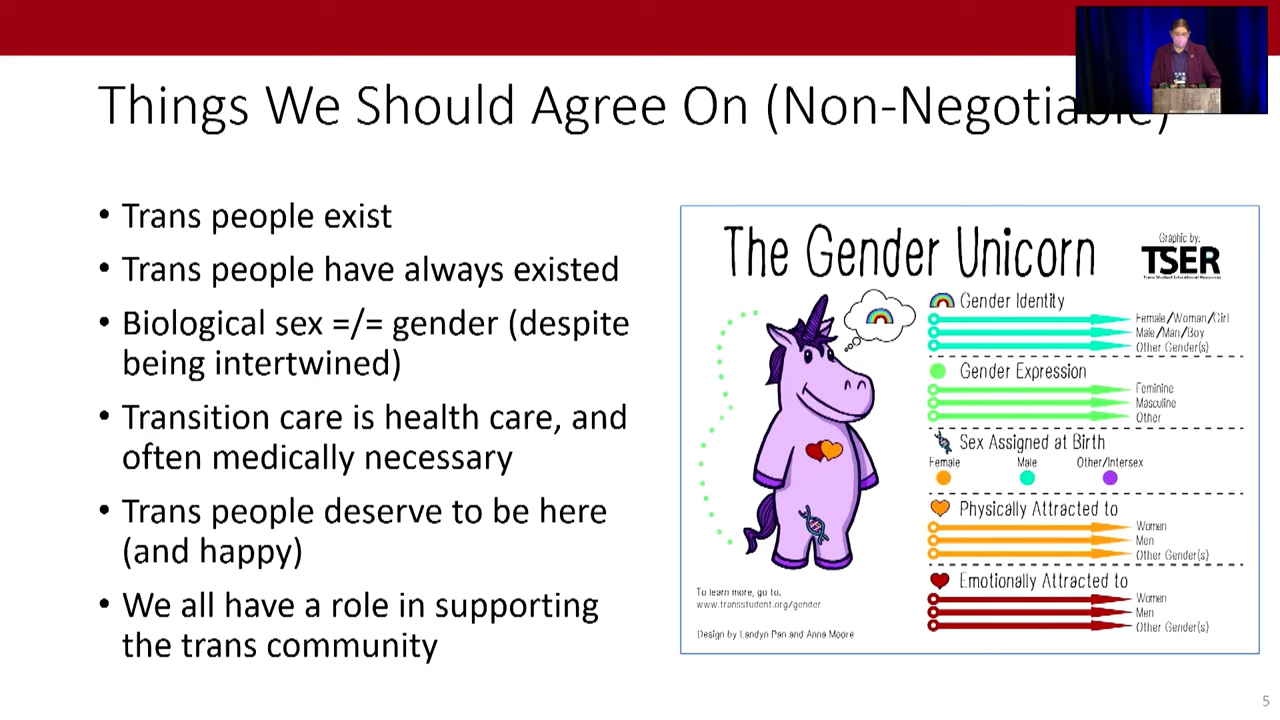 Things We Should Agree On (Non-Negotiable)
• Trans people exist
• Trans people have always existed
• Biological sex =/= gender (despite
being intertwined)
• Transition care is health care, and
often medically necessary
• Trans people deserve to be here
(and happy)
• We all have a role in supporting
the trans community
The Gender Unicorn
Graphic by:
TSER
Trans Student Educational Resources
Gender Identity
Female/Woman/Girl
Male/Man/Boy
Other Gender(s)
Gender Expression
Feminine
Masculine
Other
Sex Assigned at Birth
Female Male Other/Intersex
Physically Attracted to
Women
Men
Other Gender(s)
Emotionally Attracted to
Women
Men
Other Gender(s)
To learn more, go to:
www.transstudent.org/gender
Design by Landyn Pan and Anna Moore
5